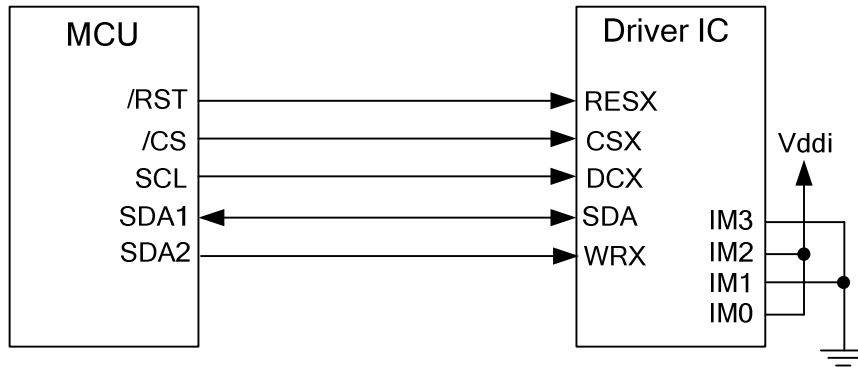 MCU
Driver IC
/RST
RESX
/CS
CSX
Vddi
SCL
DCX
SDA1
SDA
IM3
SDA2
WRX
IM2
IM1
IM0